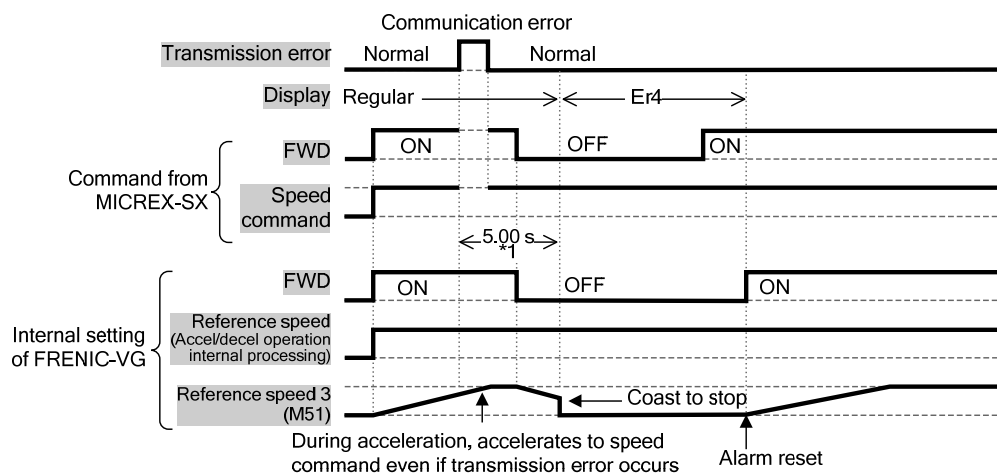 Communication error
Transmission error
Normal
Normal
Display
Regular
Er4
Command from
MICREX-SX
FWD
ON
OFF
ON
Speed
command
5.00 s
*1
Internal setting
of FRENIC-VG
FWD
ON
OFF
ON
Reference speed
(Accel/decel operation
internal processing)
Reference speed 3
(M51)
Coast to stop
During acceleration, accelerates to speed
command even if transmission error occurs
Alarm reset